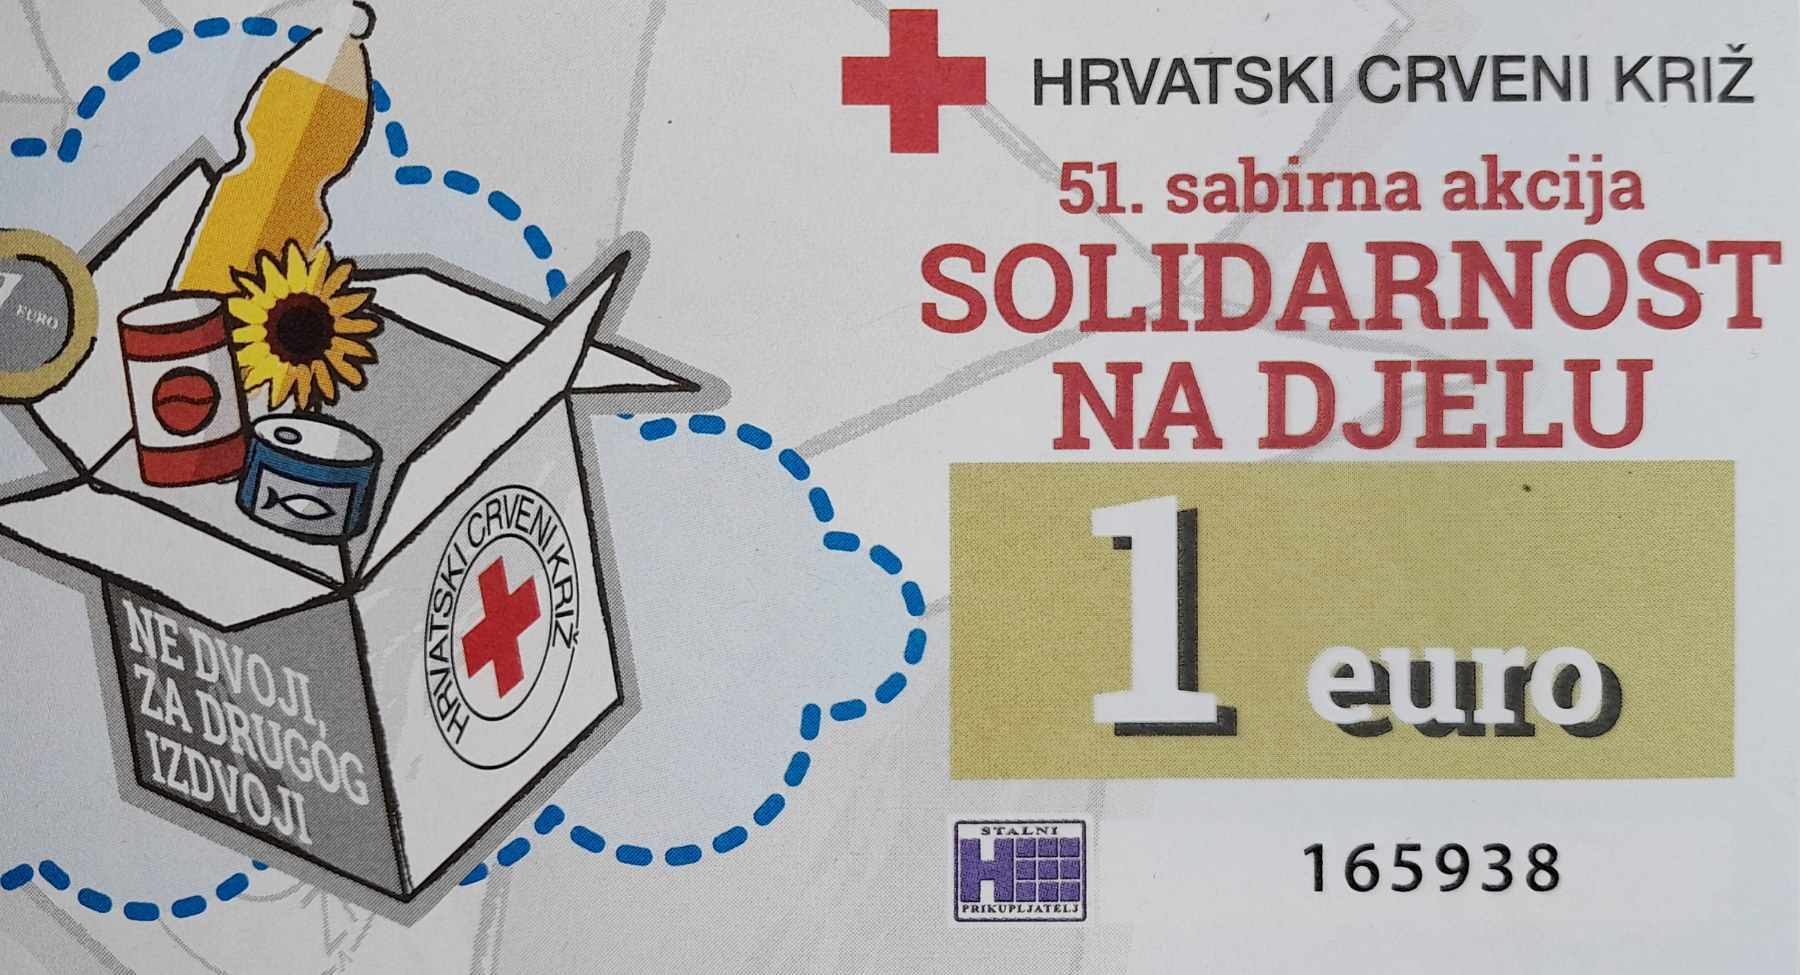 HRVATSKI CRVENI KRIŽ
51. sabirna akcija
SOLIDARNOST
NA DJELU
1 euro
165938
STALNI
H
PRIKUPLJATELJ
1
EURO
HRVATSKI CRVENI KRIŽ
NE DVOJI,
ZA DRUGOG
IZDVOJI